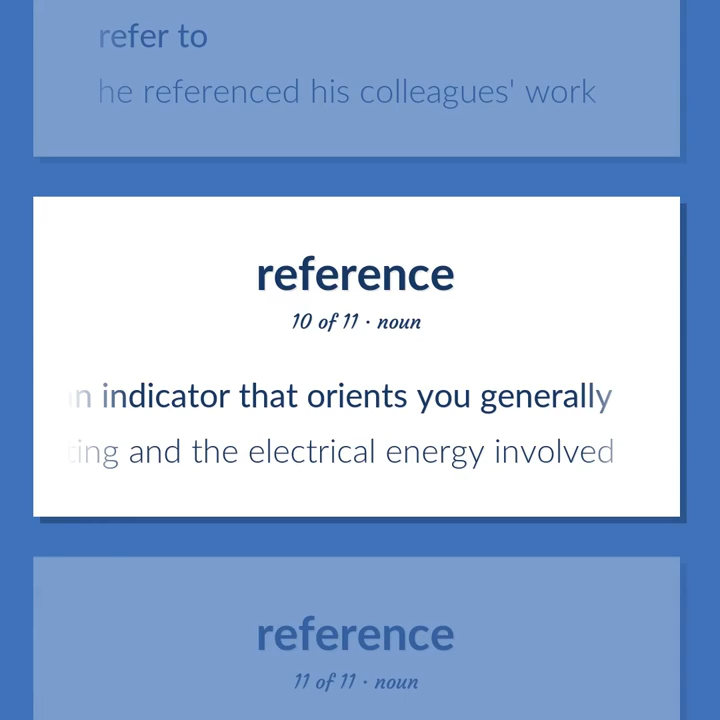 refer to
he referenced his colleagues' work
reference
10 of 11 · noun
indicator that orients you generally
and the electrical energy involved
reference
11 of 11 · noun